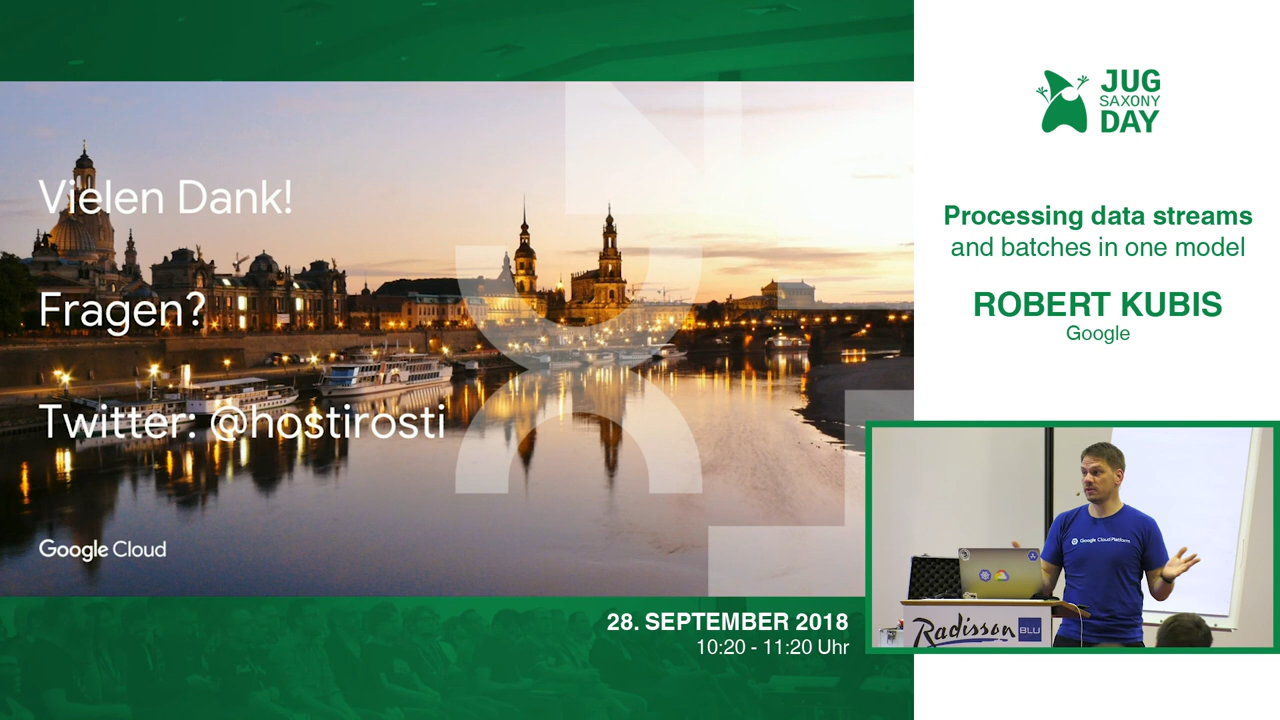 Vielen Dank!
Fragen?
Twitter: @hostirosti
Google Cloud
28. SEPTEMBER 2018
10:20 - 11:20 Uhr
JUG
SAXONY
DAY
Processing data streams
and batches in one model
ROBERT KUBIS
Google
Google Cloud Platform
Radisson BLU